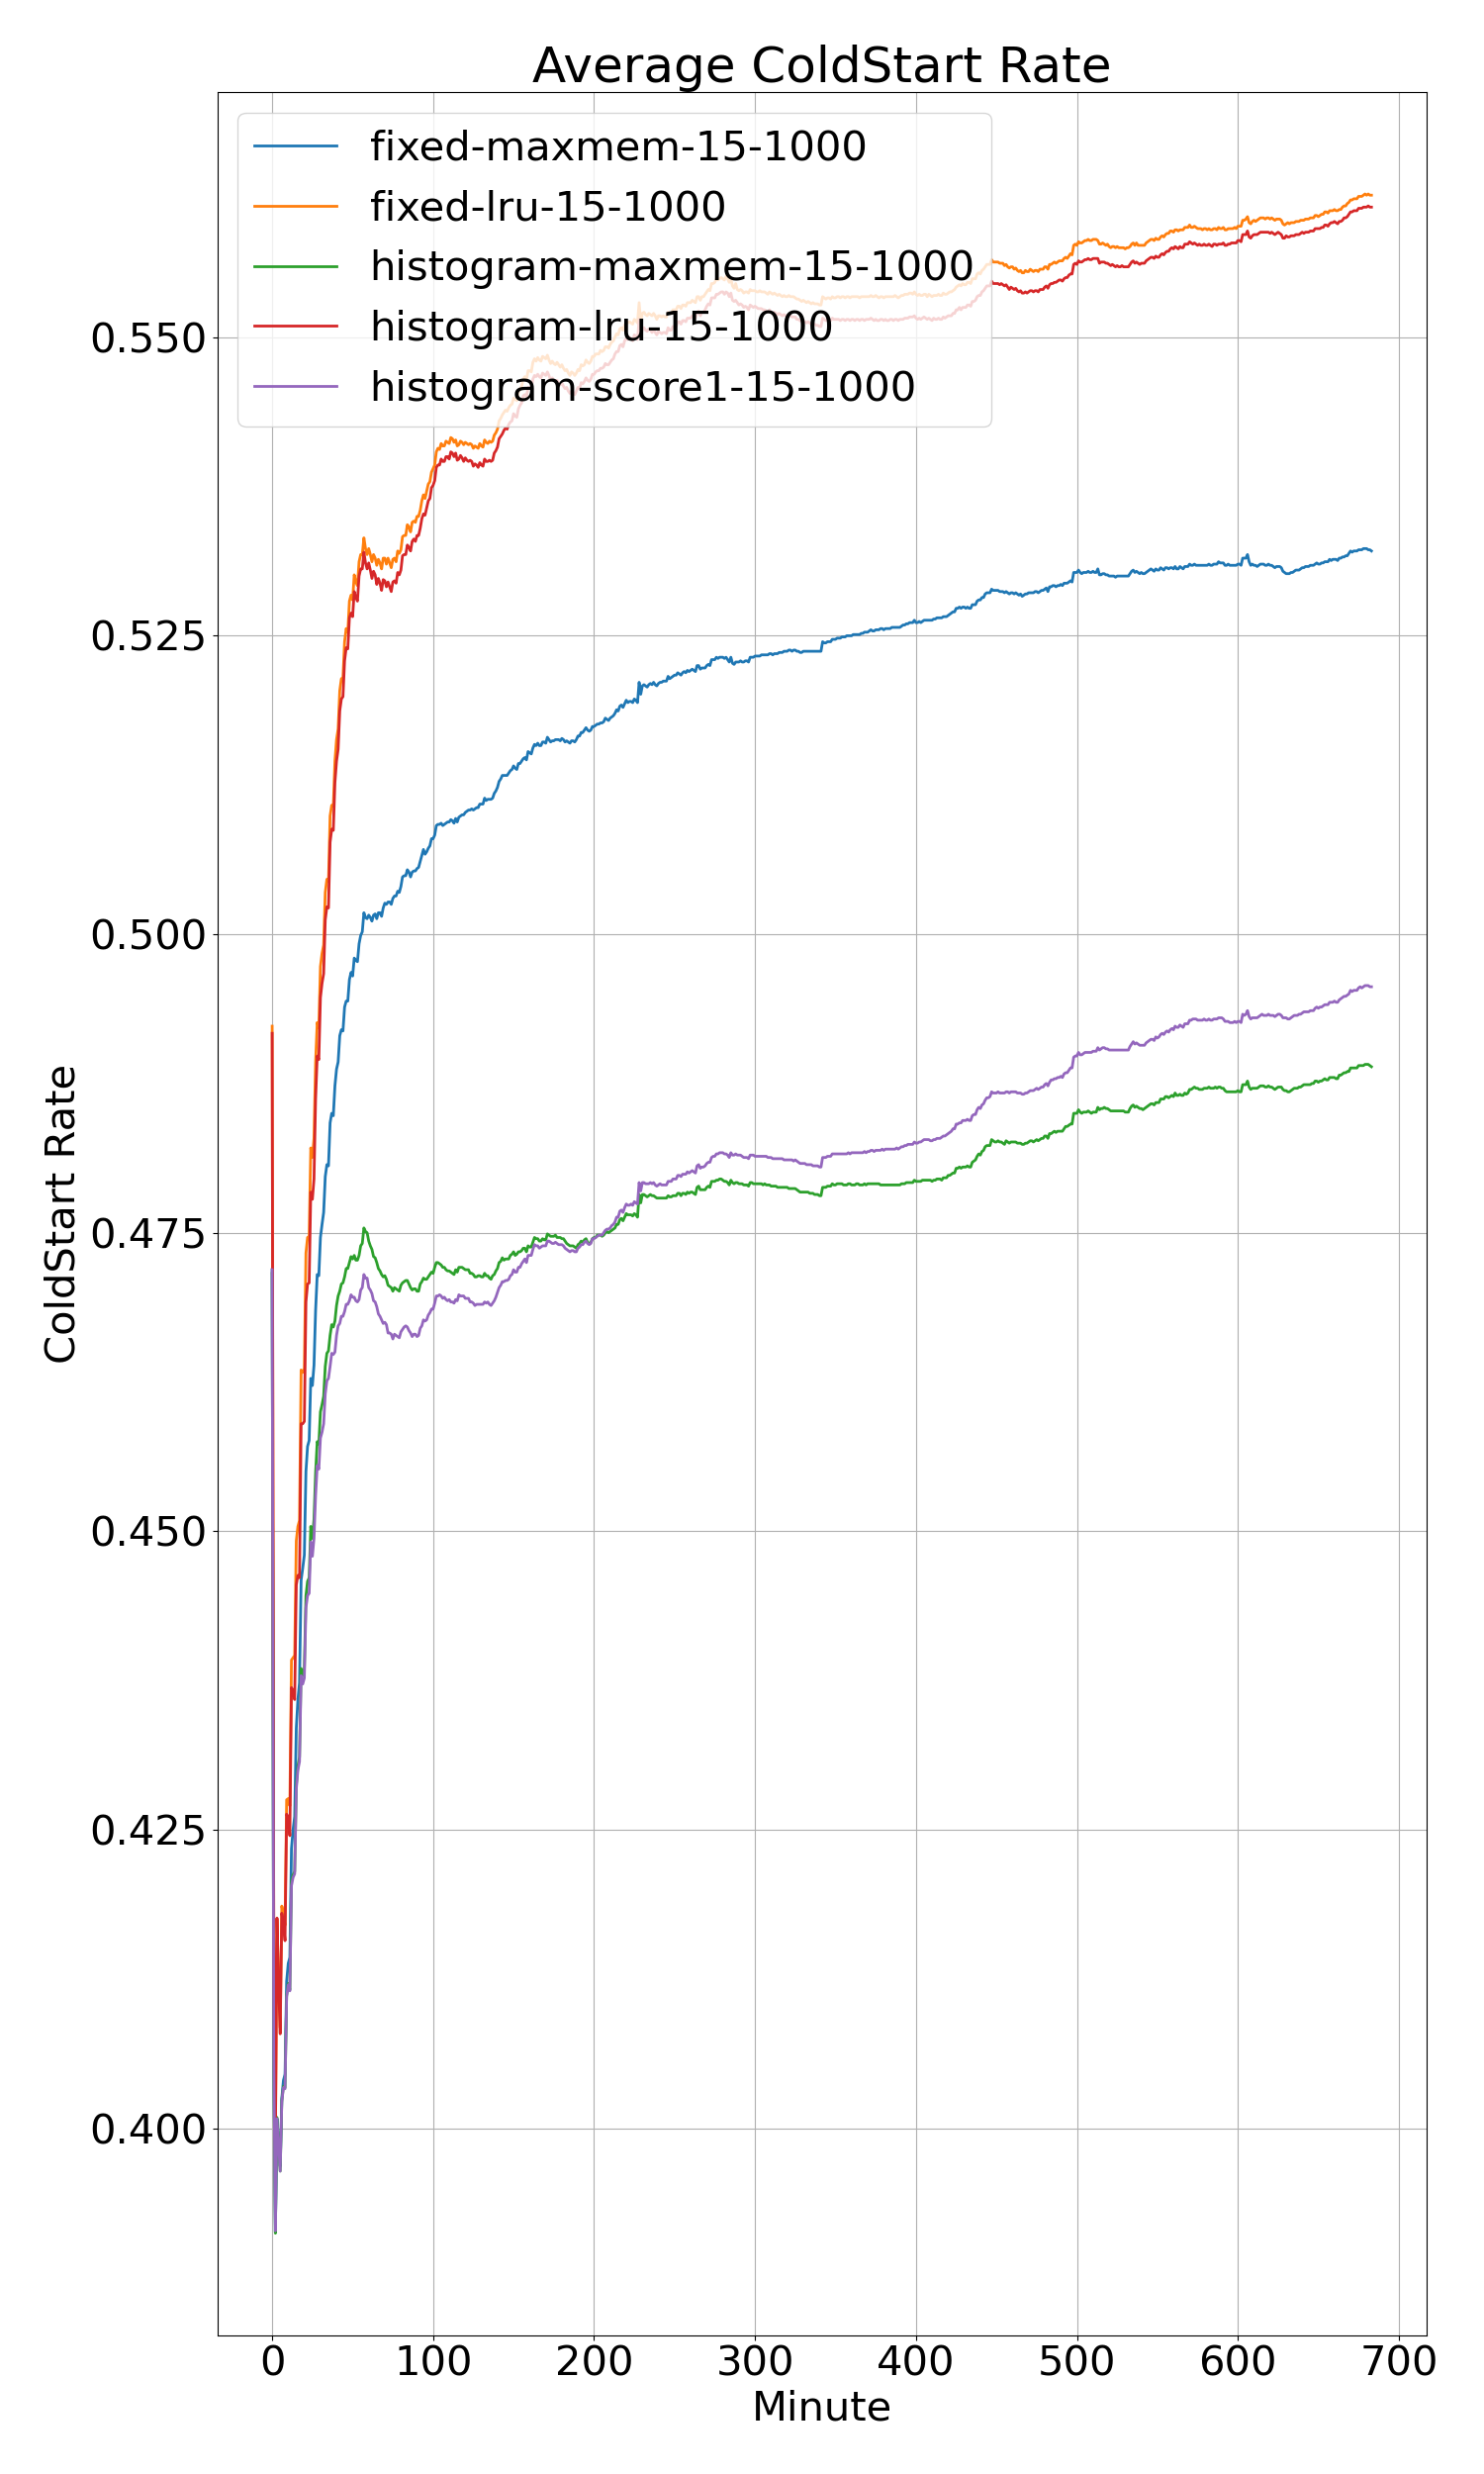 Average ColdStart Rate
fixed-maxmem-15-1000
fixed-lru-15-1000
histogram-maxmem-15-1000
histogram-lru-15-1000
histogram-score1-15-1000
0.550
0.525
0.500
0.475
0.450
0.425
0.400
ColdStart Rate
0 100 200 300 400 500 600 700
Minute